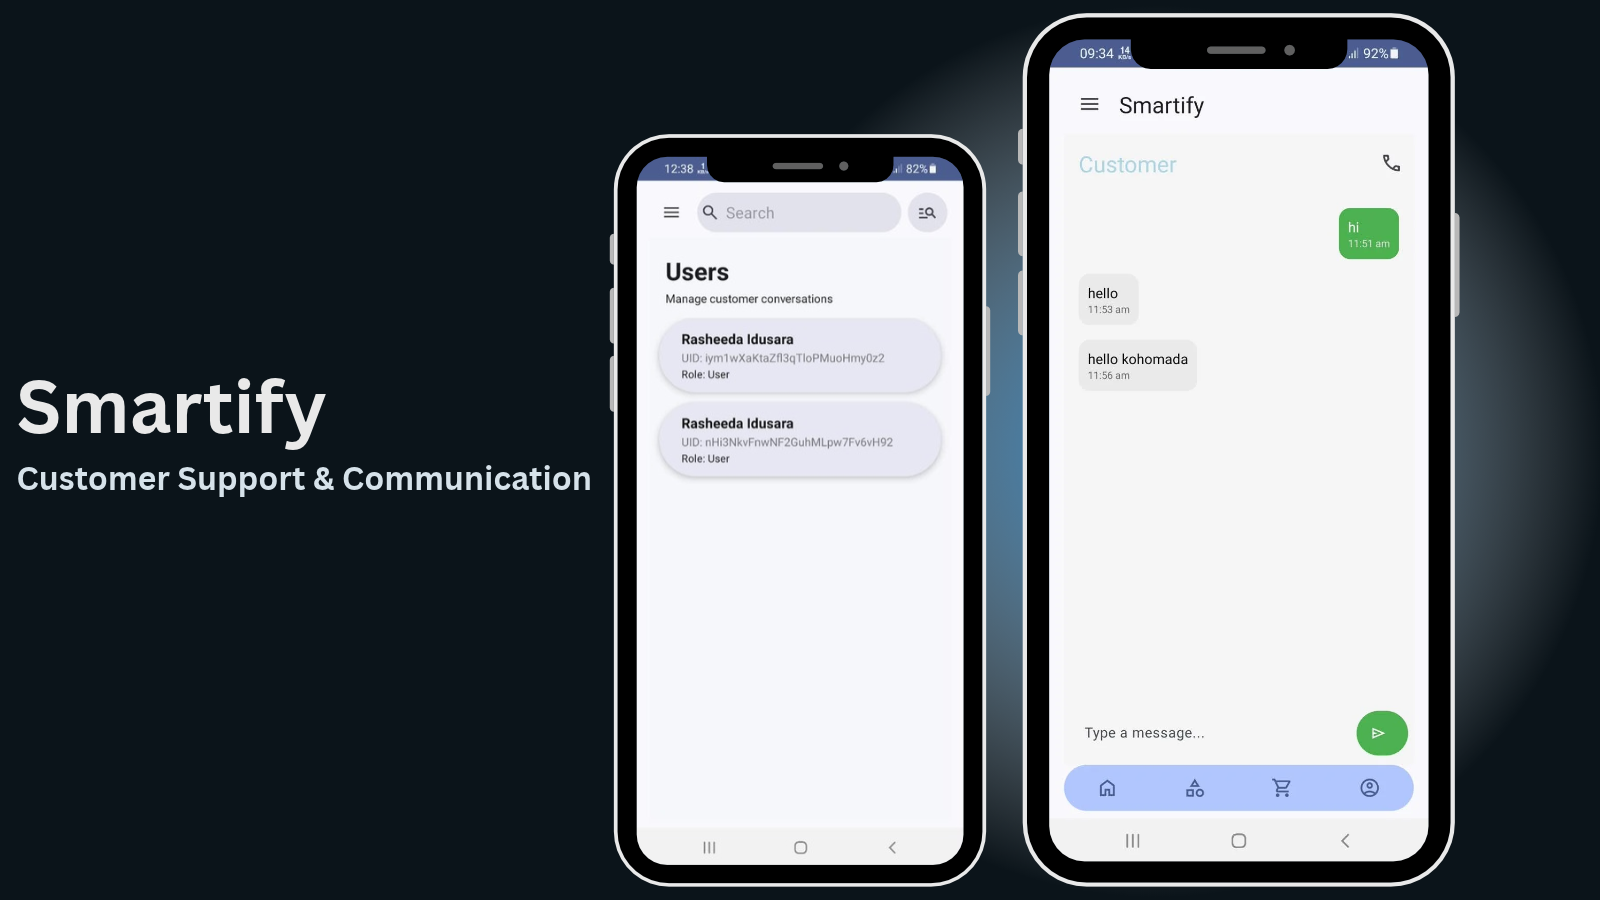 Smartify
Customer Support & Communication
12:38
82%
Search
Users
Manage customer conversations
Rasheeda Idusara
UID: iym1wXaKtaZfl3qTloPMuoHmy0z2
Role: User
Rasheeda Idusara
UID: nHi3NkvFnwNF2GuhMLpw7Fv6vH92
Role: User
09:34 14 KB/s 92%
Smartify
Customer
hi
11:51 am
hello
11:53 am
hello kohomada
11:56 am
Type a message...